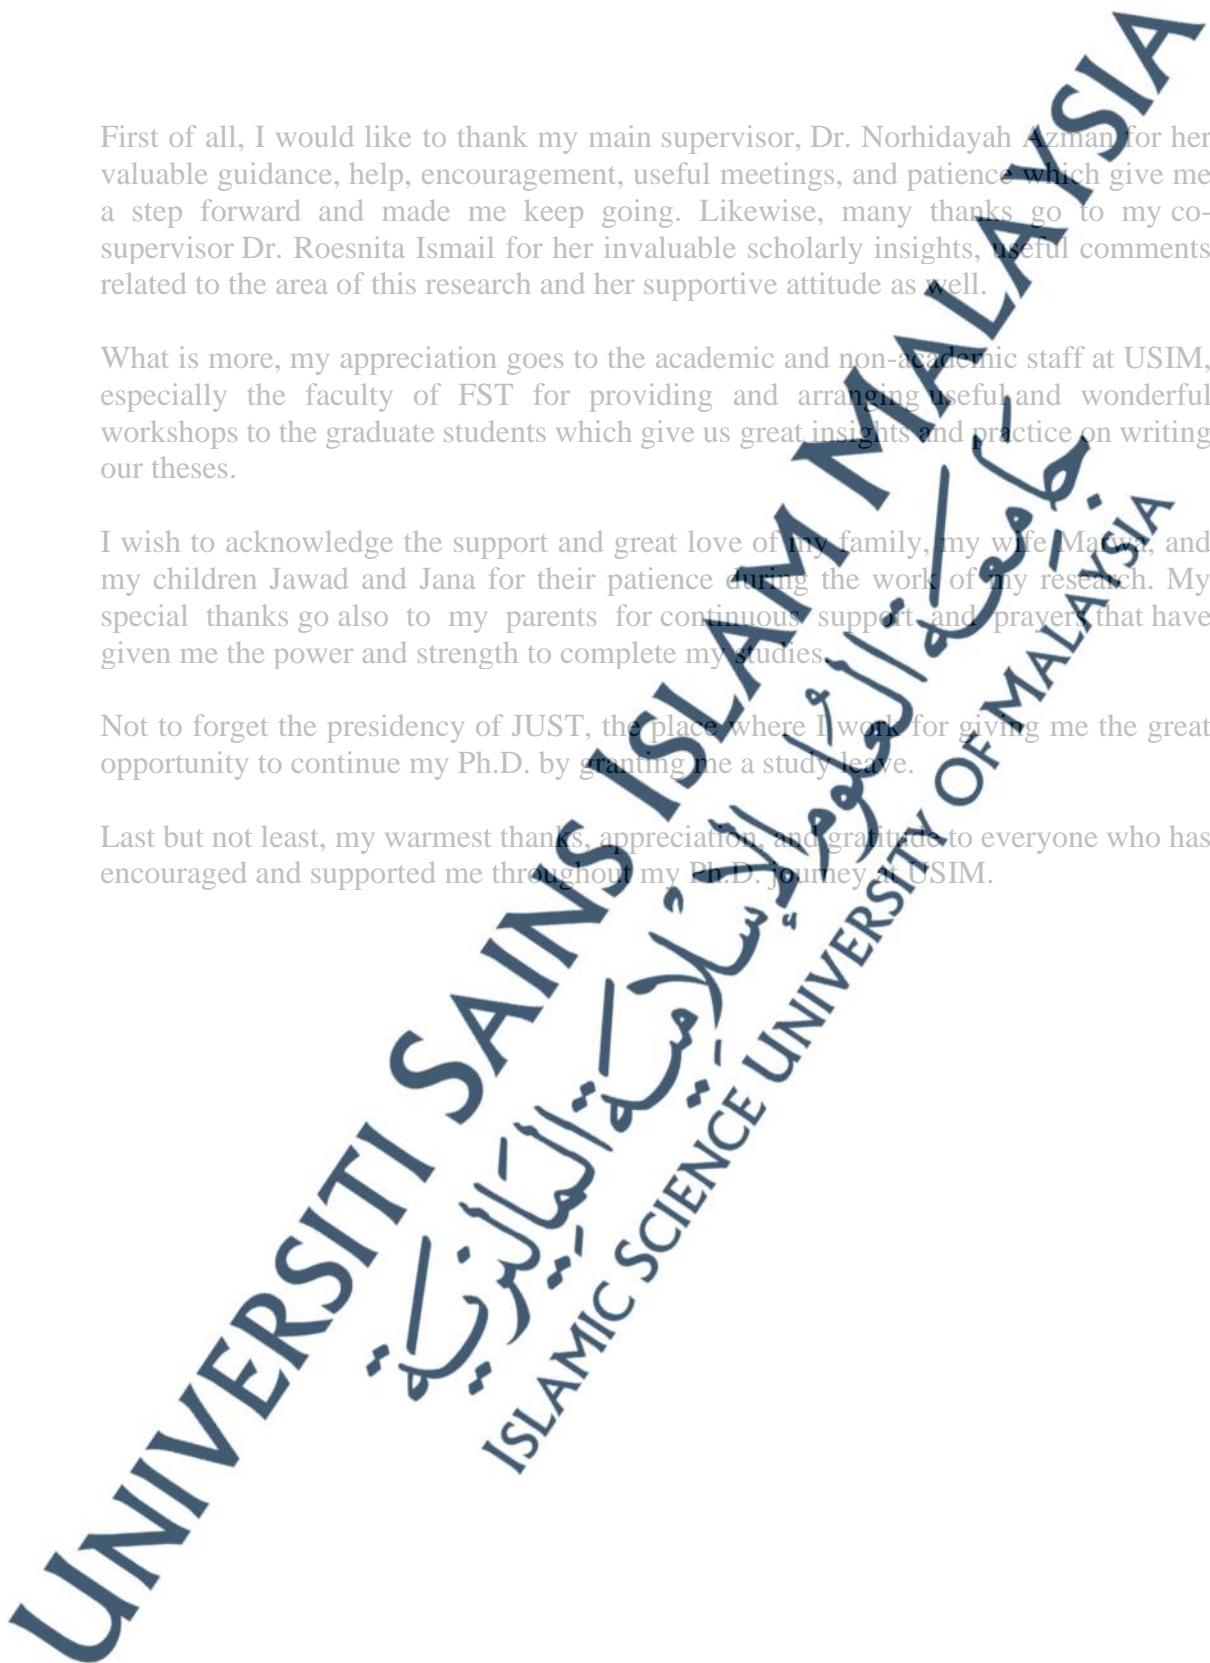 First of all, I would like to thank my main supervisor, Dr. Norhidayah Azman for her
valuable guidance, help, encouragement, useful meetings, and patience which give me
a step forward and made me keep going. Likewise, many thanks go to my co-
supervisor Dr. Roesnita Ismail for her invaluable scholarly insights, useful comments
related to the area of this research and her supportive attitude as well.
What is more, my appreciation goes to the academic and non-academic staff at USIM,
especially the faculty of FST for providing and arranging useful and wonderful
workshops to the graduate students which give us great insights and practice on writing
our theses.
I wish to acknowledge the support and great love of my family, my wife and
my children Jawad and Jana for their patience during the work of my research. My
special thanks go also to my parents for continuous support and prayers that have
given me the power and strength to complete my studies.
Not to forget the presidency of JUST, the place where I work for giving me the great
opportunity to continue my Ph.D. by granting me a study leave.
Last but not least, my warmest thanks, appreciation, and gratitude to everyone who has
encouraged and supported me throughout my Ph.D. journey at USIM.
UNIVERSITI SAINS ISLAM MALAYSIA
جامعة العلوم الإسلامية الماليزية
ISLAMIC SCIENCE UNIVERSITY OF MALAYSIA